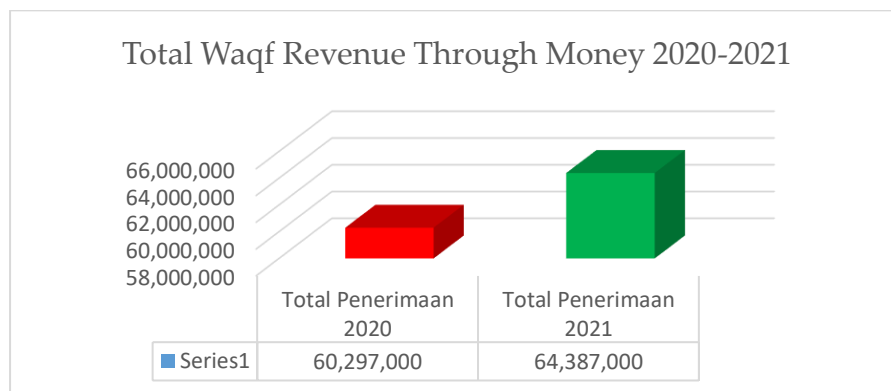 Total Waqf Revenue Through Money 2020-2021
66,000,000
64,000,000
62,000,000
60,000,000
58,000,000
Total Penerimaan 2020
Total Penerimaan 2021
Series1 60,297,000 64,387,000